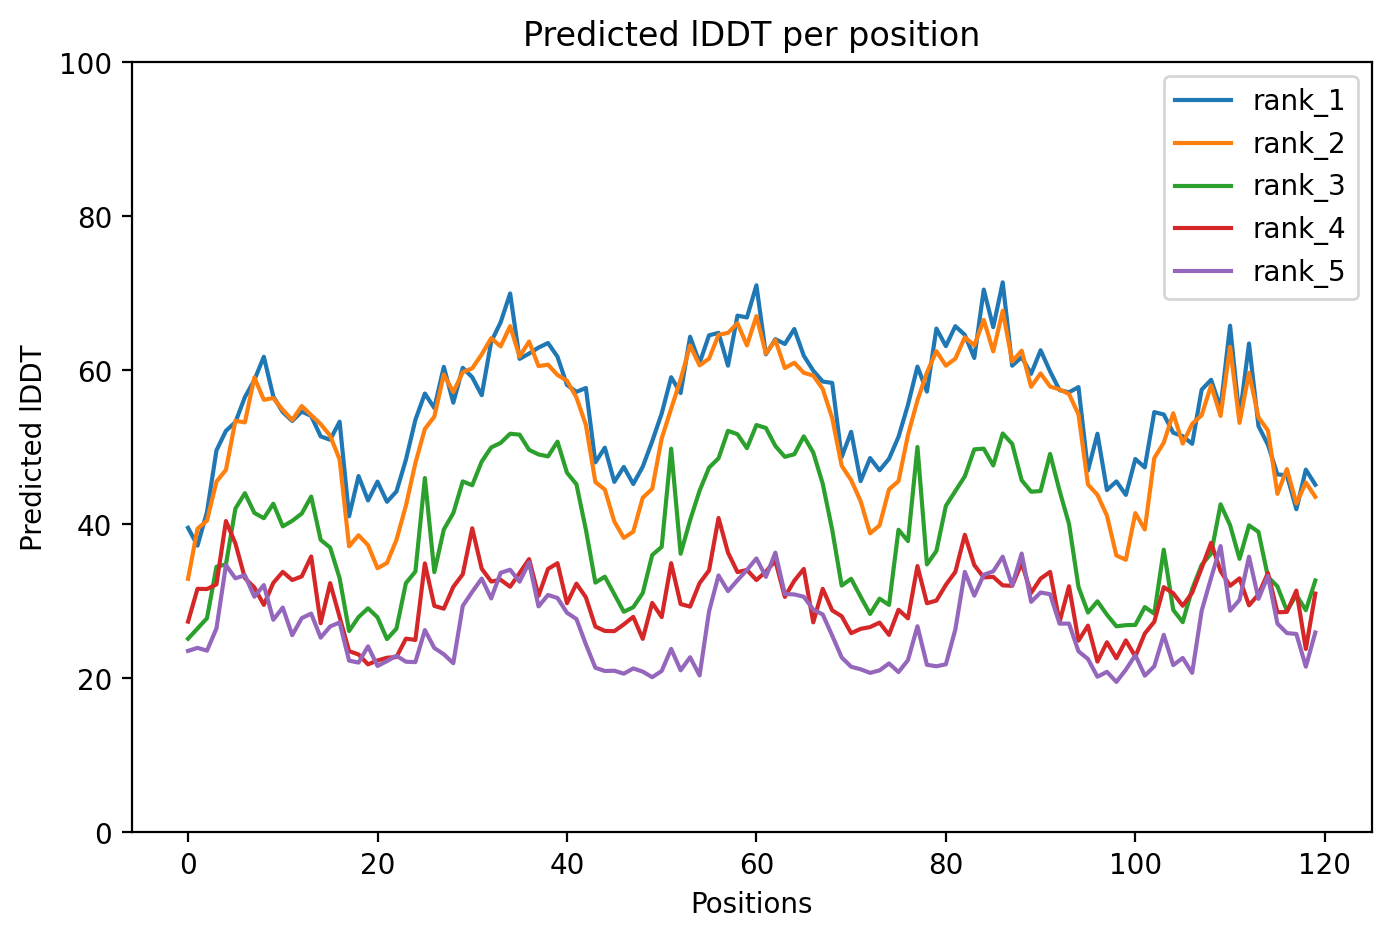 Predicted lDDT per position
100
80
60
40
20
0
Predicted lDDT
0 20 40 60 80 100 120
Positions
rank_1
rank_2
rank_3
rank_4
rank_5